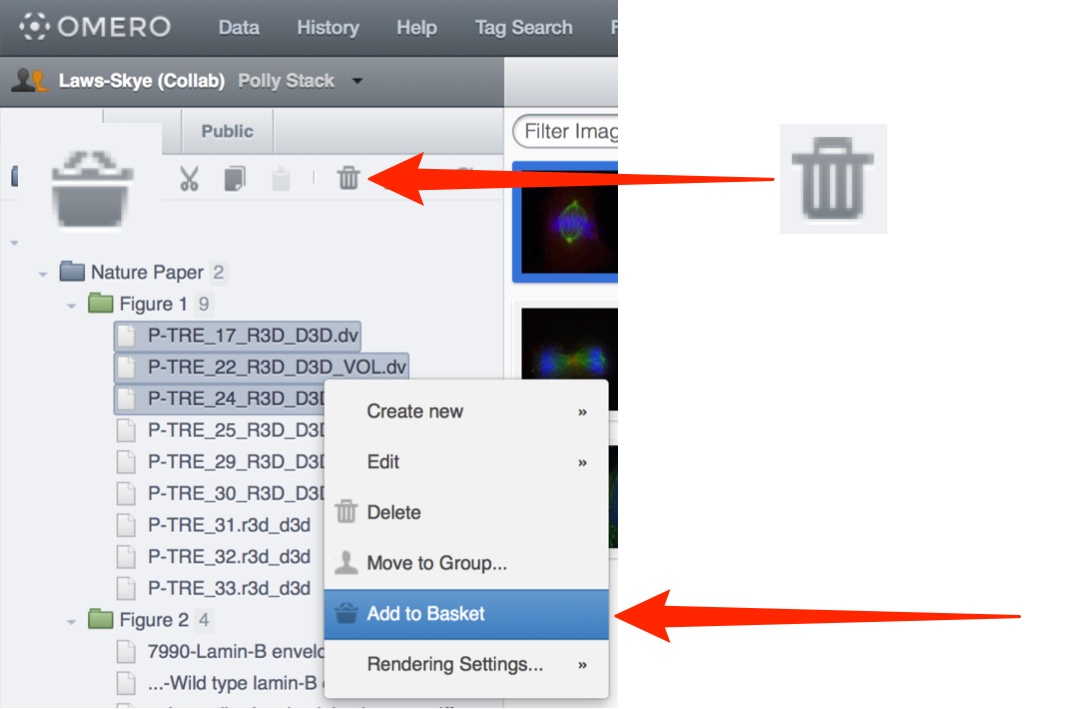 OMERO Data History Help Tag Search
Laws-Skye (Collab) Polly Stack
Public
Filter Imag
Nature Paper 2
Figure 1 9
P-TRE_17_R3D_D3D.dv
P-TRE_22_R3D_D3D_VOL.dv
P-TRE_24_R3D_D3D
P-TRE_25_R3D_D3D
P-TRE_29_R3D_D3D
P-TRE_30_R3D_D3D
P-TRE_31.r3d_d3d
P-TRE_32.r3d_d3d
P-TRE_33.r3d_d3d
Figure 2 4
7990-Lamin-B envelo
...-Wild type lamin-B
Create new »
Edit »
Delete
Move to Group...
Add to Basket
Rendering Settings... »